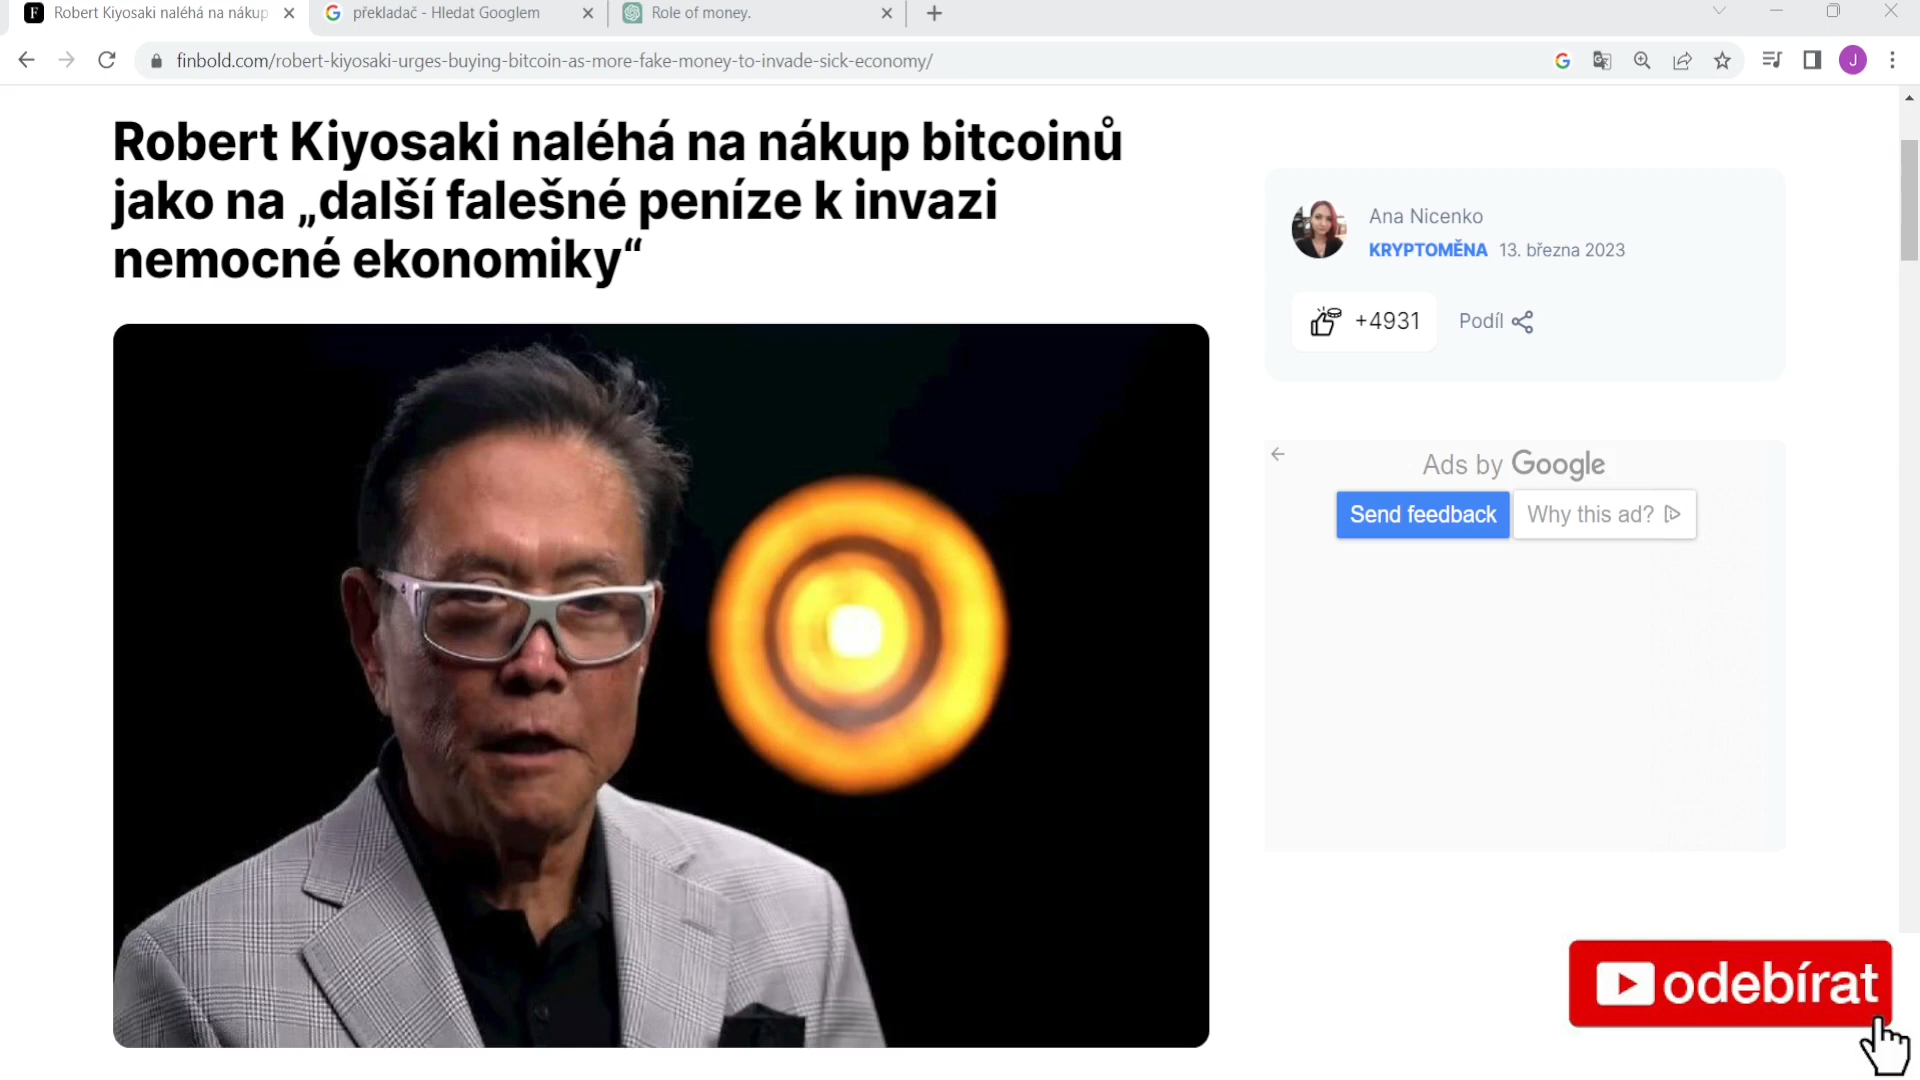 Robert Kiyosaki naléhá na nákup
překladač - Hledat Googlem
Role of money.
finbold.com/robert-kiyosaki-urges-buying-bitcoin-as-more-fake-money-to-invade-sick-economy/
J
Robert Kiyosaki naléhá na nákup bitcoinů
jako na „další falešné peníze k invazi
nemocné ekonomiky“
Ana Nicenko
KRYPTOMĚNA 13. března 2023
+4931 Podíl
Ads by Google
Send feedback Why this ad?
odebírat